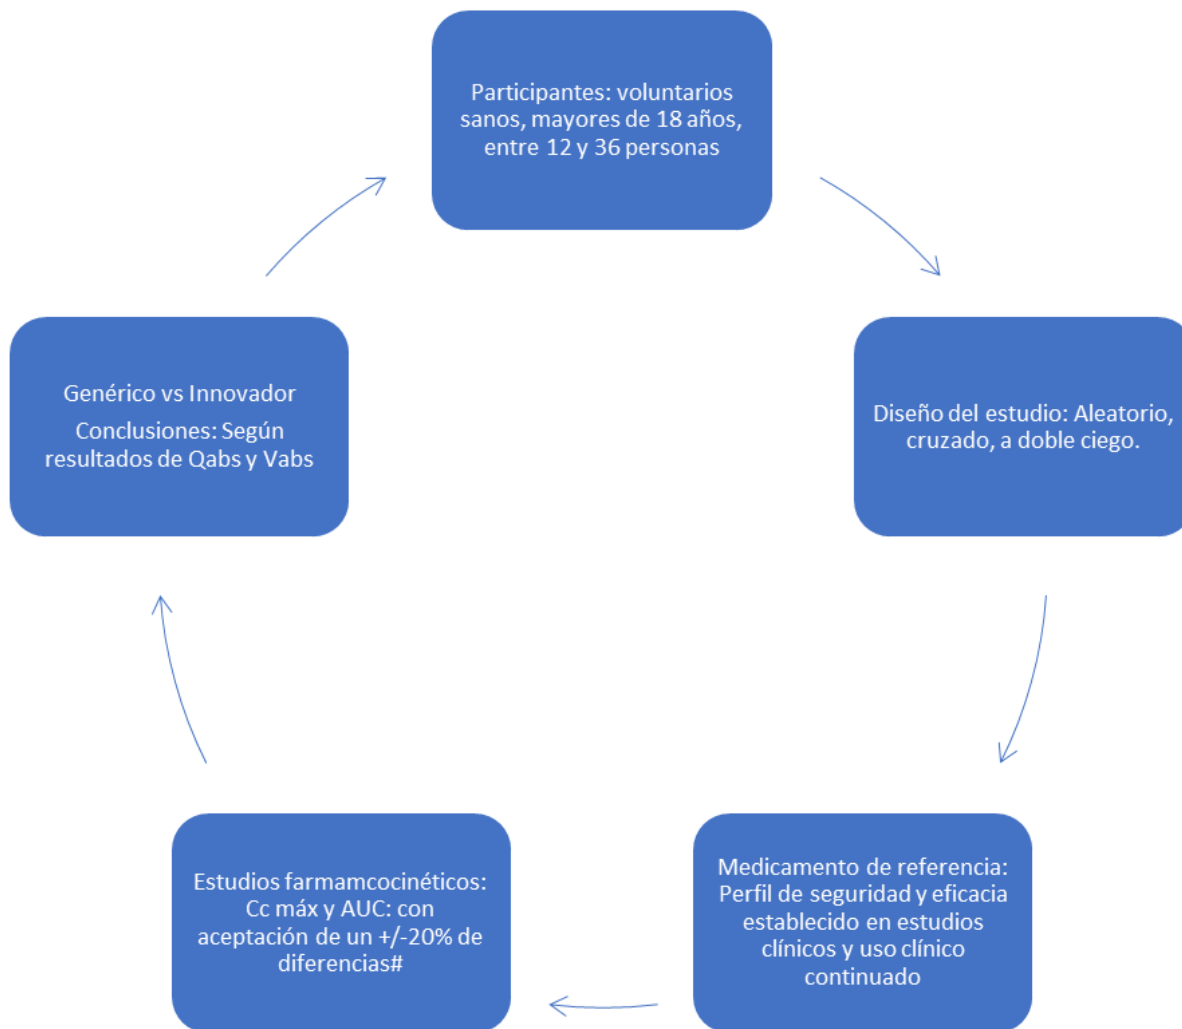 Participantes: voluntarios
sanos, mayores de 18 años,
entre 12 y 36 personas
Diseño del estudio: Aleatorio,
cruzado, a doble ciego.
Medicamento de referencia:
Perfil de seguridad y eficacia
establecido en estudios
clínicos y uso clínico
continuado
Estudios farmamcocinéticos:
Cc máx y AUC: con
aceptación de un +/-20% de
diferencias#
Genérico vs Innovador
Conclusiones: Según
resultados de Qabs y Vabs